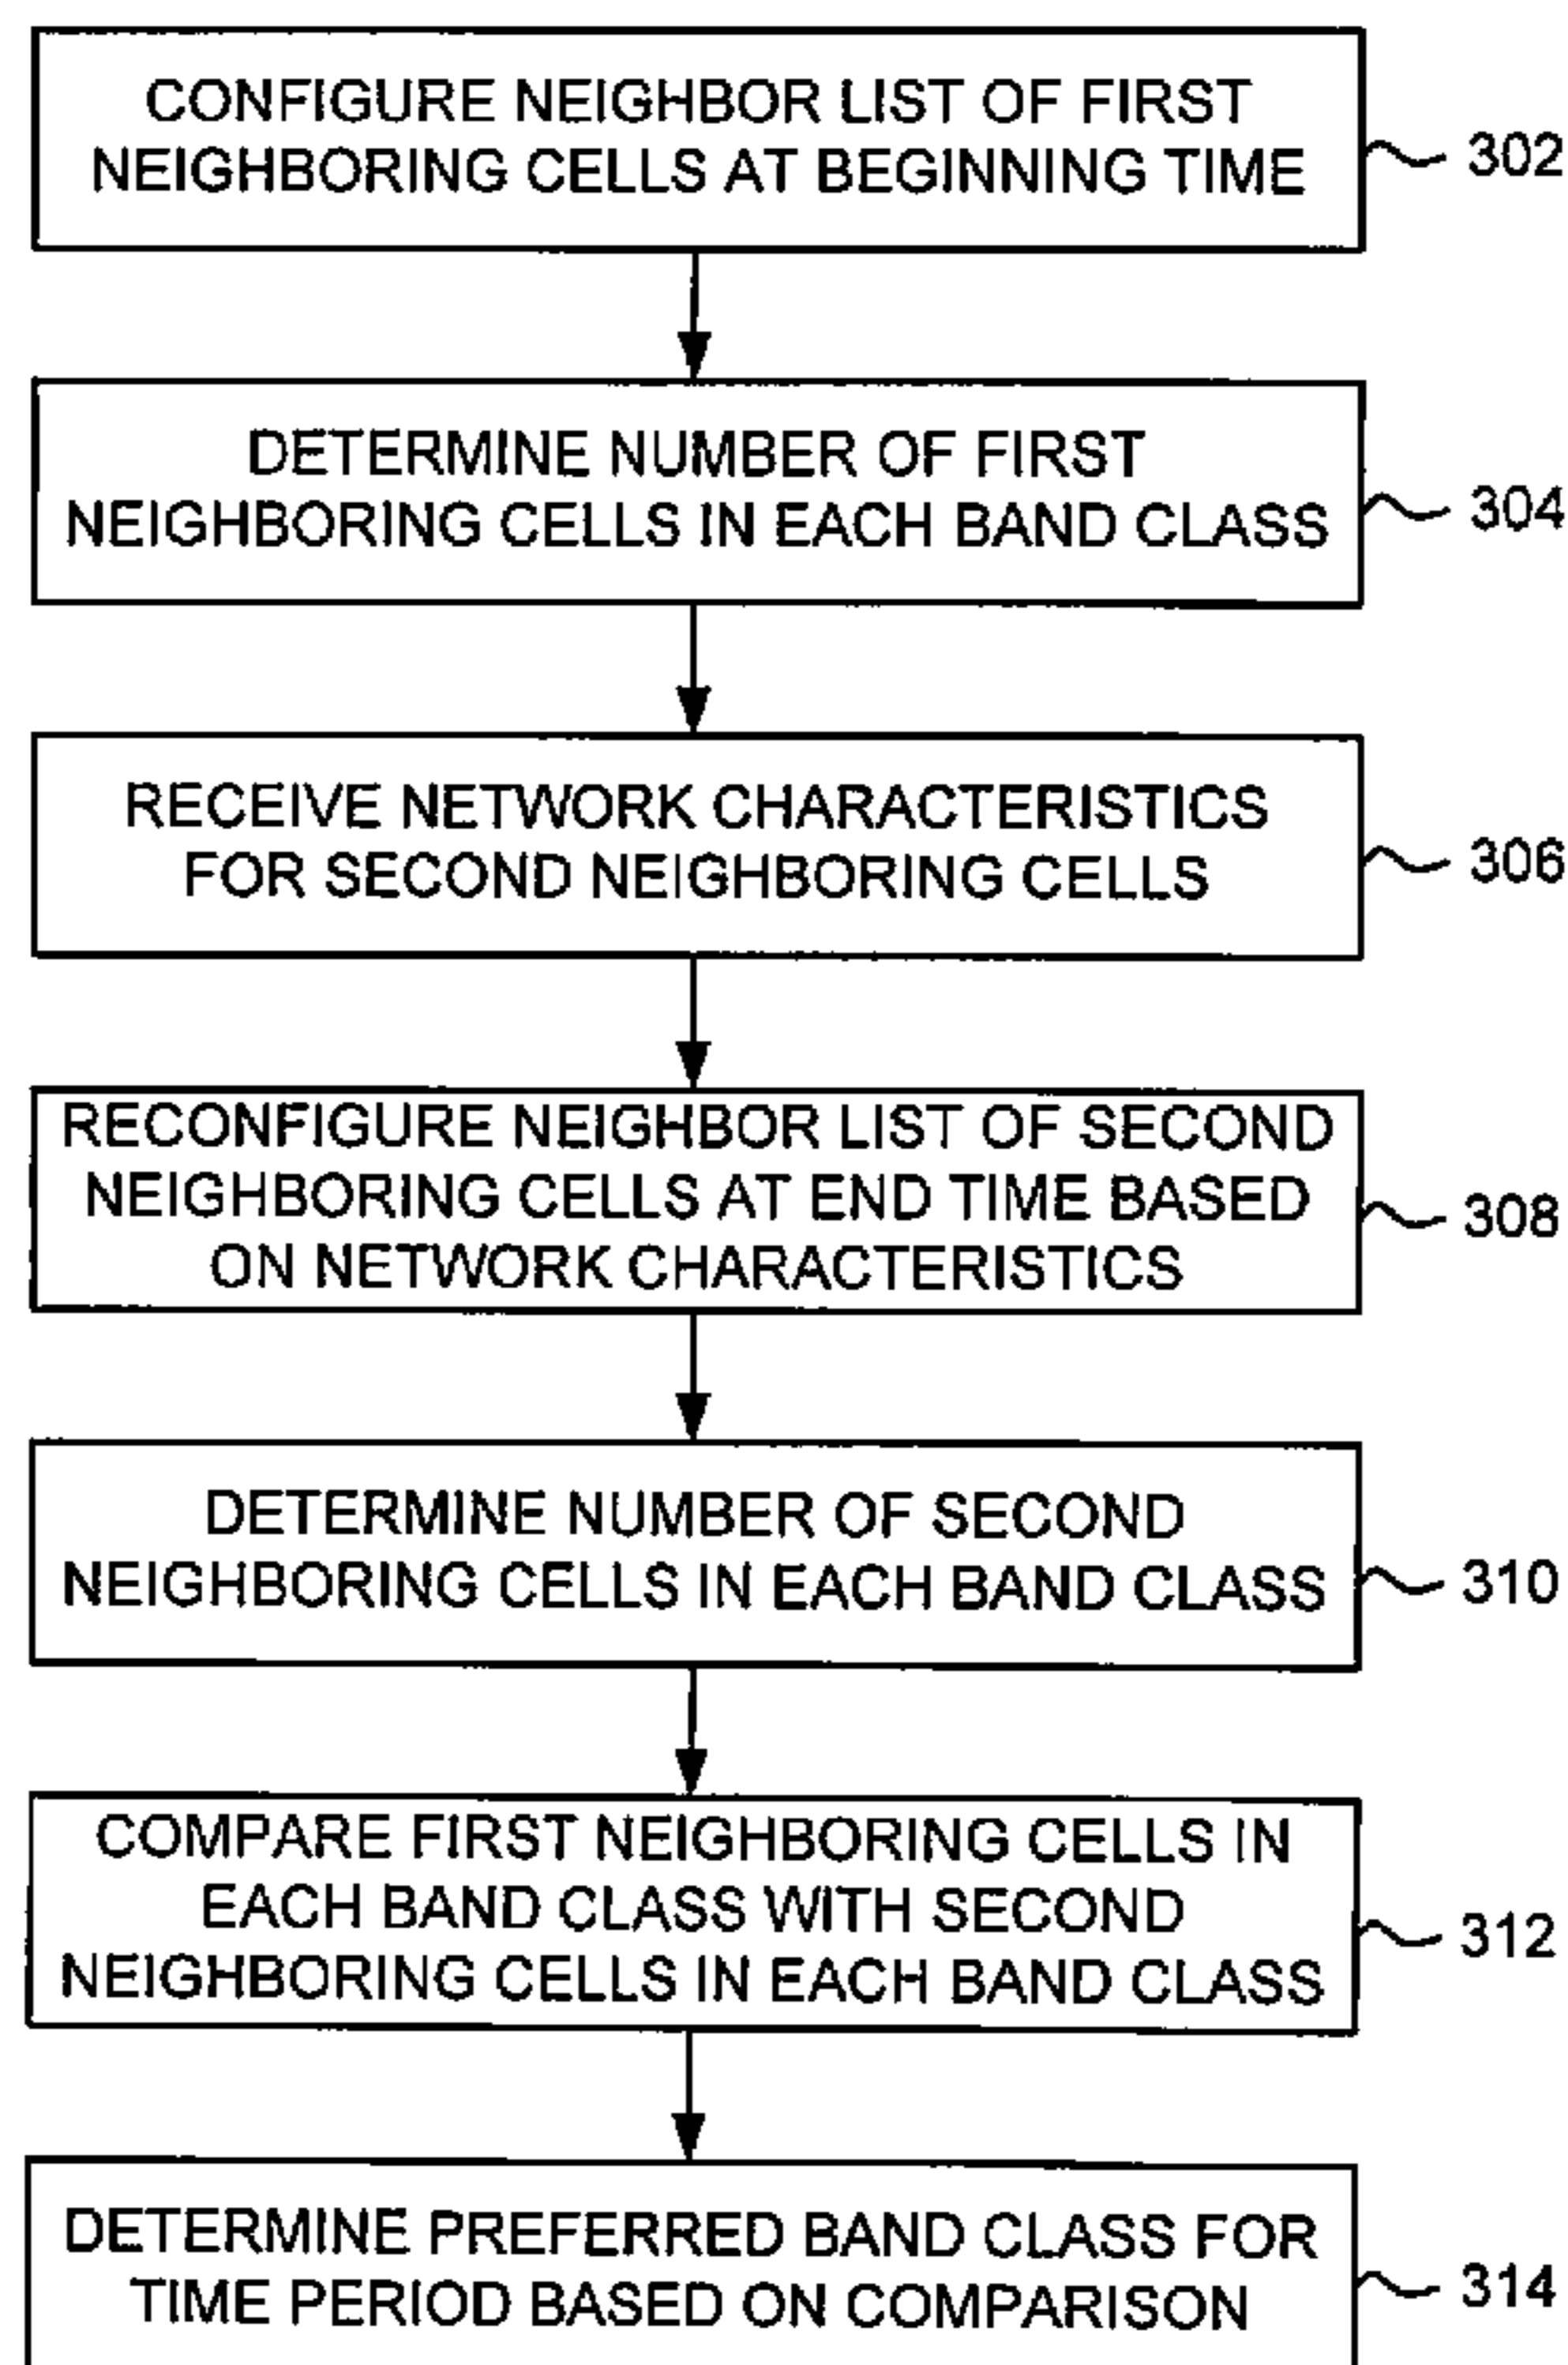 CONFIGURE NEIGHBOR LIST OF FIRST
NEIGHBORING CELLS AT BEGINNING TIME
302
DETERMINE NUMBER OF FIRST
NEIGHBORING CELLS IN EACH BAND CLASS
304
RECEIVE NETWORK CHARACTERISTICS
FOR SECOND NEIGHBORING CELLS
306
RECONFIGURE NEIGHBOR LIST OF SECOND
NEIGHBORING CELLS AT END TIME BASED
ON NETWORK CHARACTERISTICS
308
DETERMINE NUMBER OF SECOND
NEIGHBORING CELLS IN EACH BAND CLASS
310
COMPARE FIRST NEIGHBORING CELLS IN
EACH BAND CLASS WITH SECOND
NEIGHBORING CELLS IN EACH BAND CLASS
312
DETERMINE PREFERRED BAND CLASS FOR
TIME PERIOD BASED ON COMPARISON
314